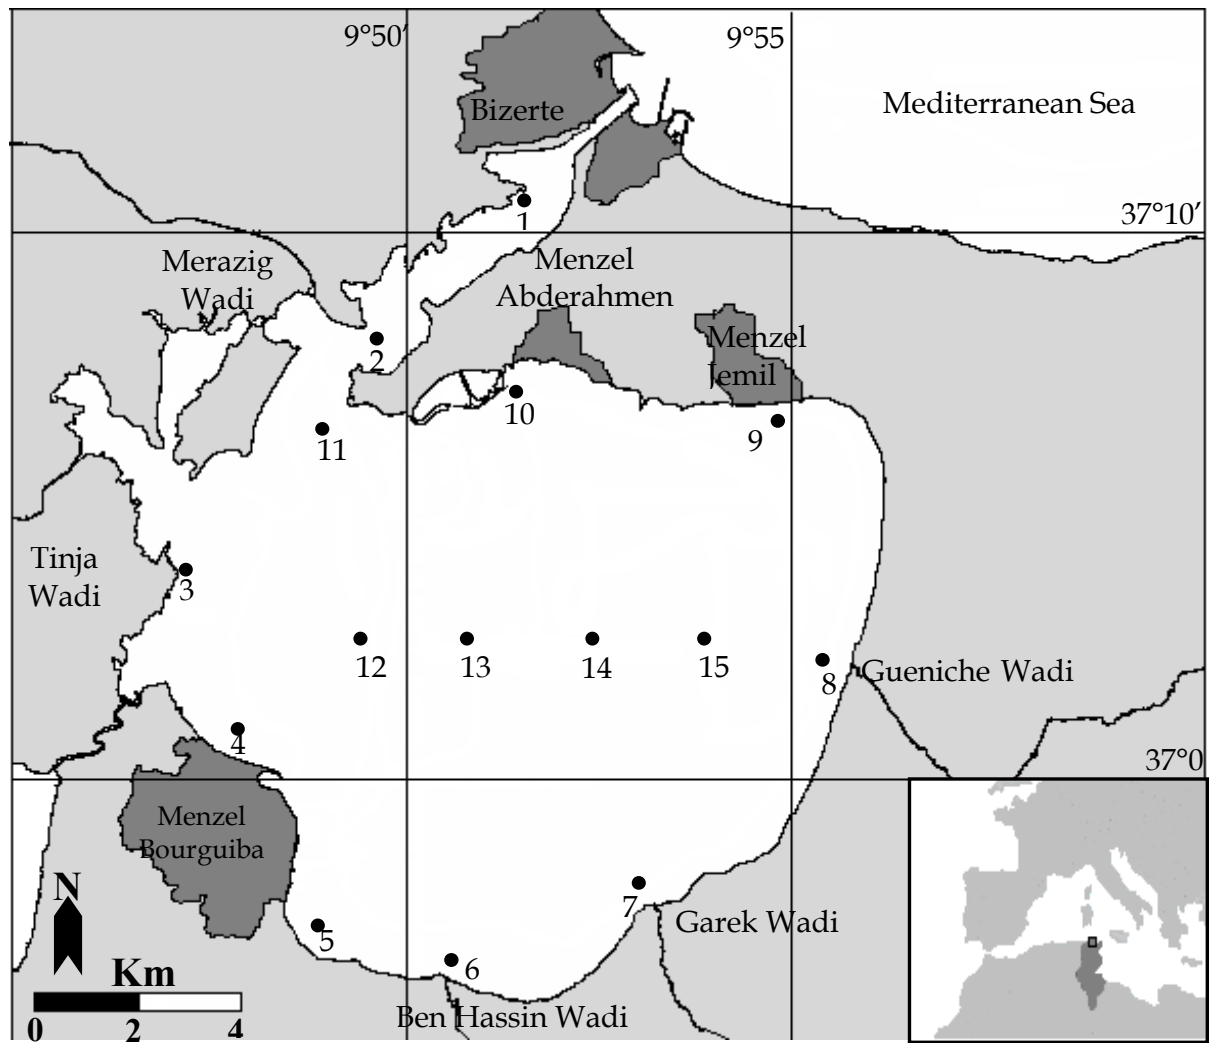 9°50′
9°55
Bizerte
Mediterranean Sea
1
37°10′
Merazig
Wadi
Menzel
Abderahmen
2
Menzel
Jemil
10
9
11
Tinja
Wadi
3
12
13
14
15
8
Gueniche Wadi
4
37°0
Menzel
Bourguiba
N
7
Garek Wadi
5
6
Km
Ben Hassin Wadi
0
2
4